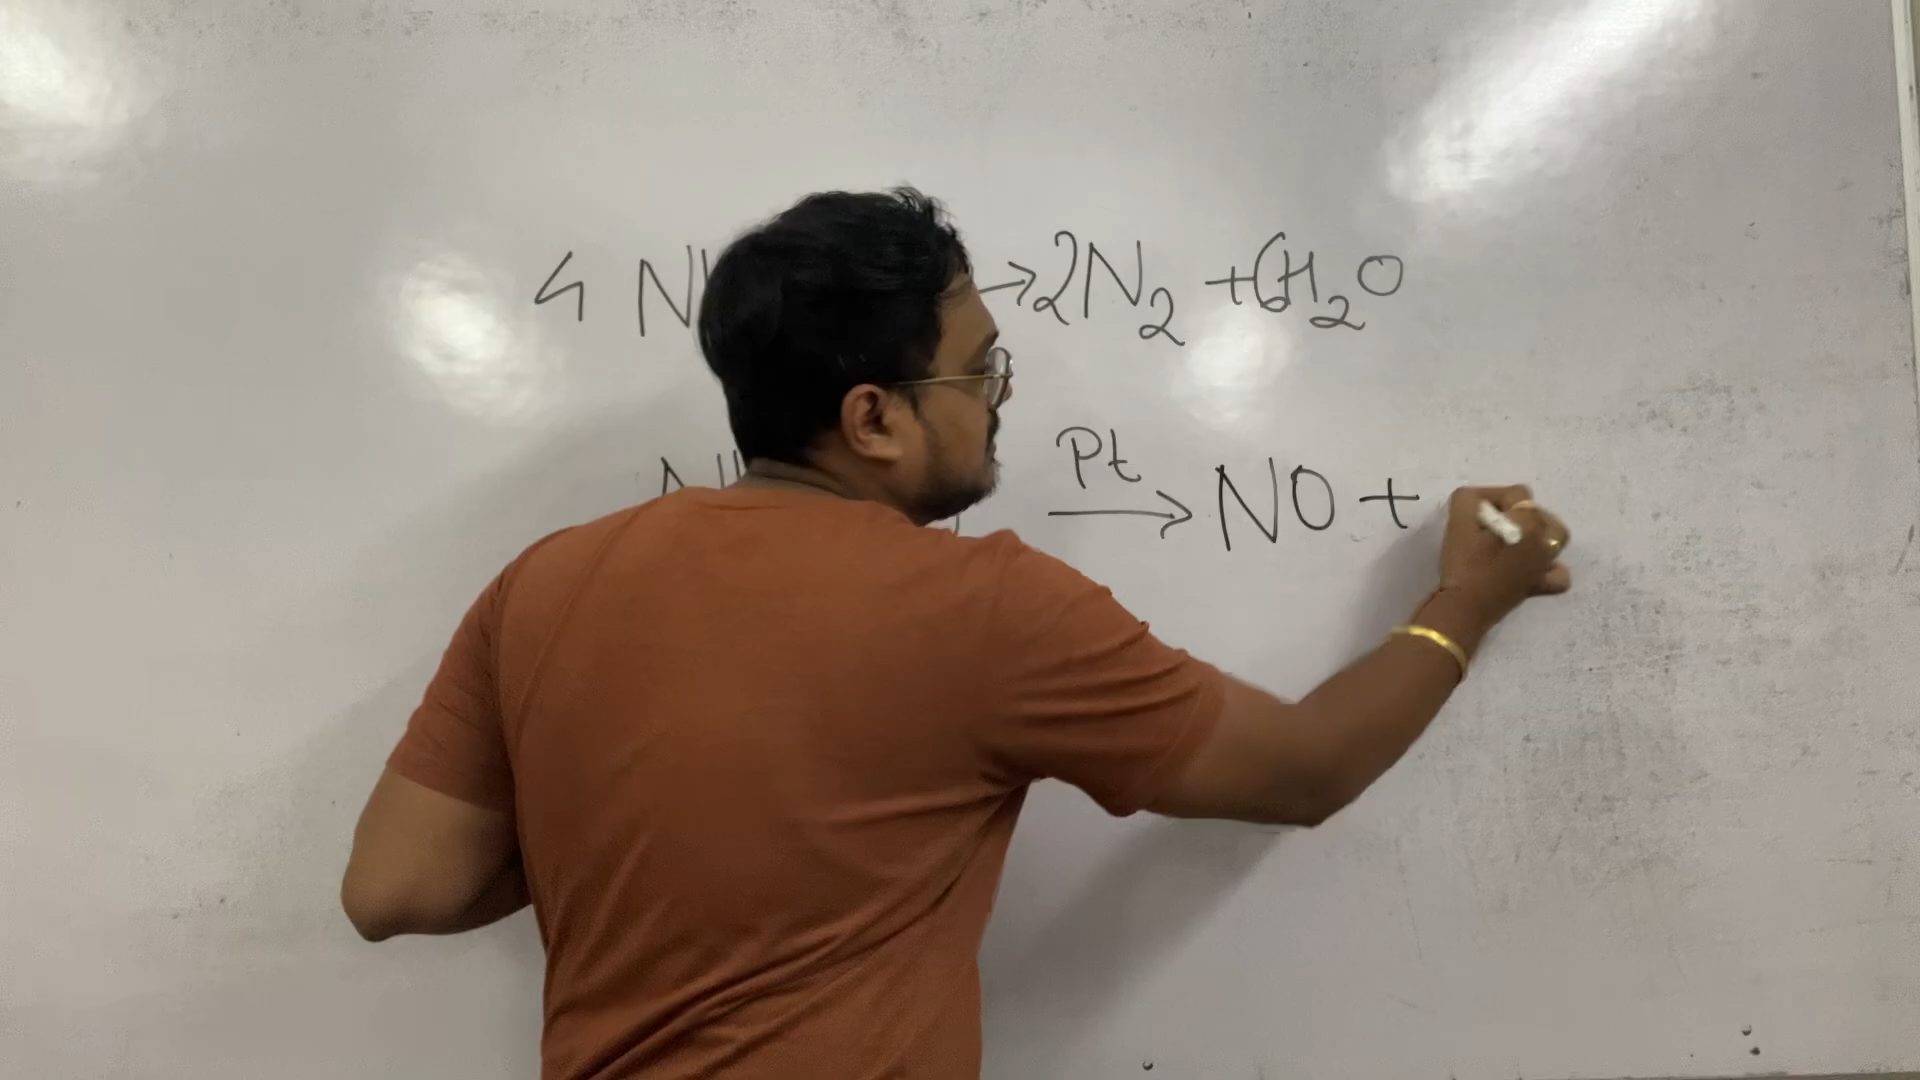 4 N → 2N₂ + 6H₂O
N Pt → NO +